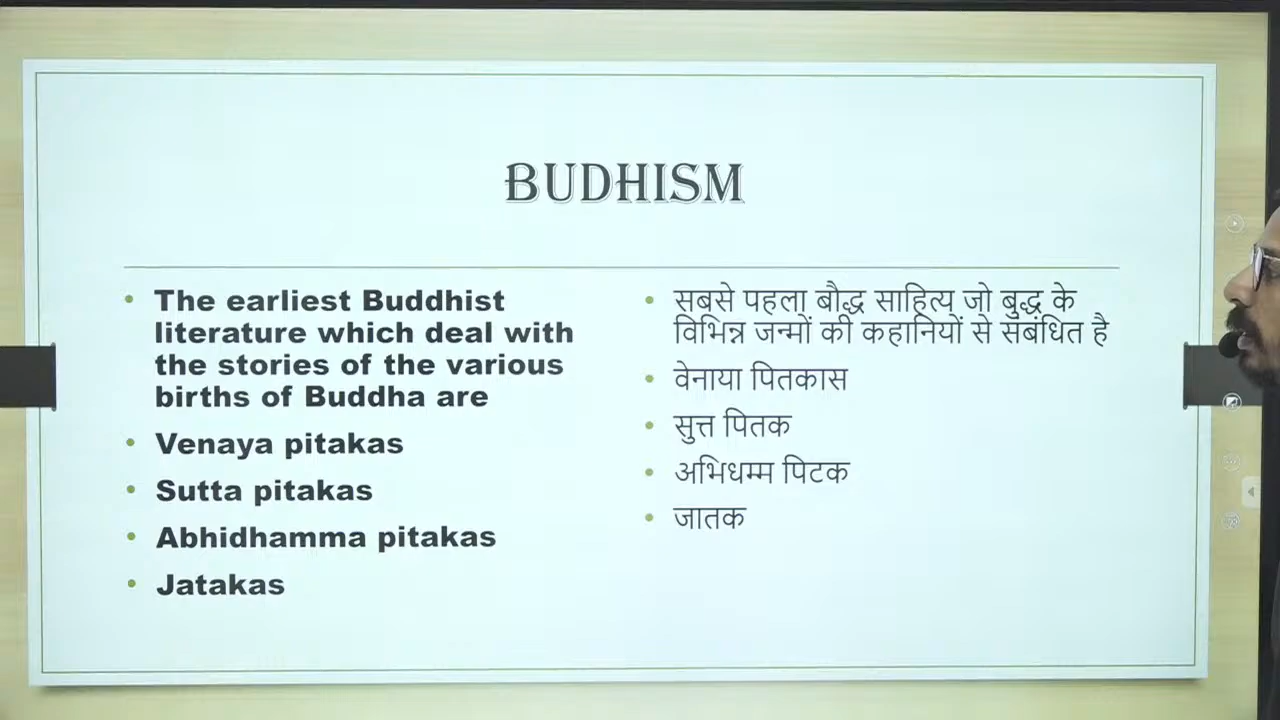 BUDHISM
The earliest Buddhist
literature which deal with
the stories of the various
births of Buddha are
Venaya pitakas
Sutta pitakas
Abhidhamma pitakas
Jatakas
सबसे पहला बौद्ध साहित्य जो बुद्ध के
विभिन्न जन्मों की कहानियों से संबंधित है
वेनाया पितकास
सुत्त पितक
अभिधम्म पिटक
जातक